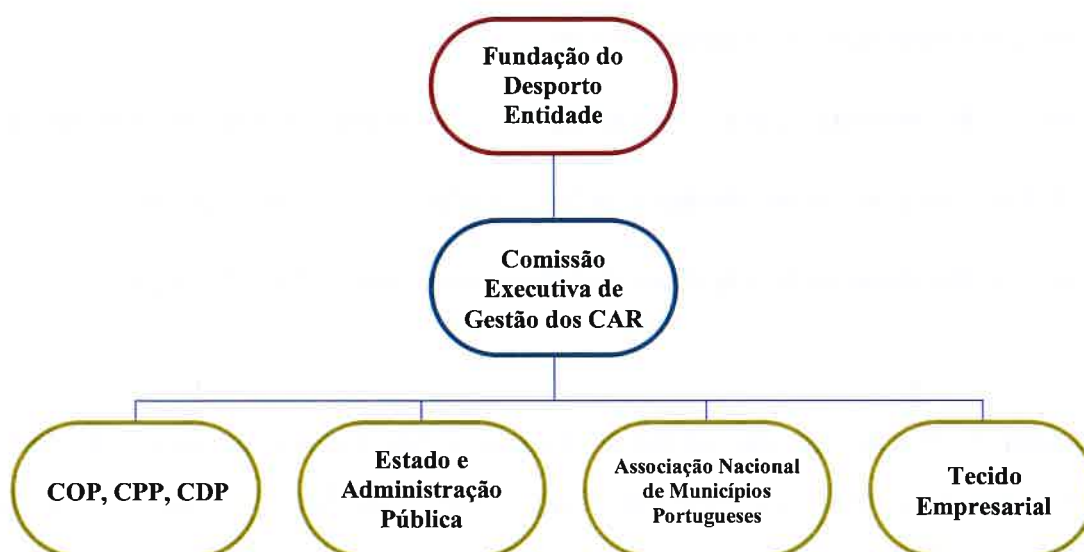 Fundação do
Desporto
Entidade
Comissão
Executiva de
Gestão dos CAR
COP, CPP, CDP
Estado e
Administração
Pública
Associação Nacional
de Municípios
Portugueses
Tecido
Empresarial